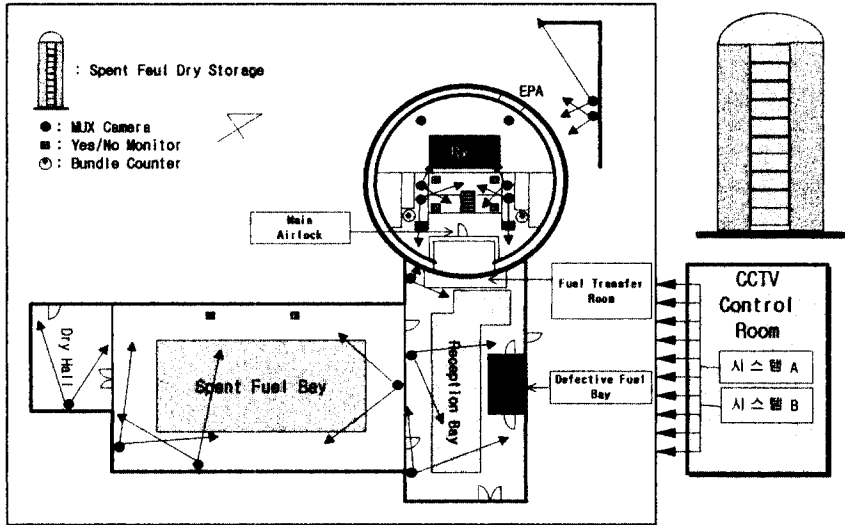 : Spent Feul Dry Storage
: MUX Camera
: Yes/No Monitor
: Bundle Counter
EPA
Main
Airlock
Fuel Transfer
Room
CCTV
Control
Room
시스템 A
시스템 B
Dry Hall
Spent Fuel Bay
Reception Bay
Defective Fuel
Bay